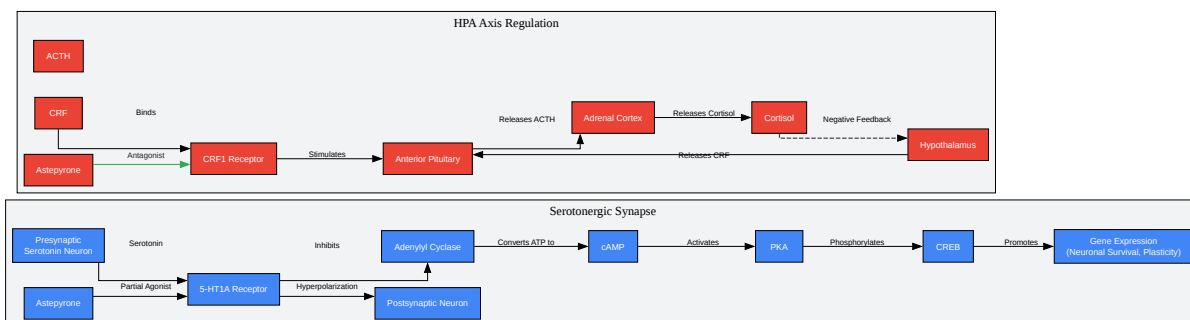 HPA Axis Regulation
ACTH
CRF
Binds
Astepyrone
Antagonist
CRF1 Receptor
Stimulates
Anterior Pituitary
Releases ACTH
Adrenal Cortex
Releases Cortisol
Cortisol
Negative Feedback
Hypothalamus
Releases CRF
Serotonergic Synapse
Presynaptic
Serotonin Neuron
Serotonin
Astepyrone
Partial Agonist
5-HT1A Receptor
Inhibits
Hyperpolarization
Adenylyl Cyclase
Postsynaptic Neuron
Converts ATP to
cAMP
Activates
PKA
Phosphorylates
CREB
Promotes
Gene Expression
(Neuronal Survival, Plasticity)